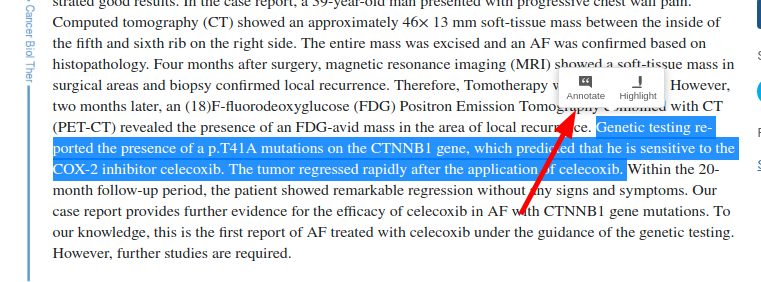 strated good results. In the case report, a 39-year-old man presented with progressive chest wall pain.
Computed tomography (CT) showed an approximately 46× 13 mm soft-tissue mass between the inside of
the fifth and sixth rib on the right side. The entire mass was excised and an AF was confirmed based on
histopathology. Four months after surgery, magnetic resonance imaging (MRI) showed a soft-tissue mass in
surgical areas and biopsy confirmed local recurrence. Therefore, Tomotherapy However,
two months later, an (18)F-fluorodeoxyglucose (FDG) Positron Emission Tomography combined with CT
(PET-CT) revealed the presence of an FDG-avid mass in the area of local recurrence. Genetic testing re-
ported the presence of a p.T41A mutations on the CTNNB1 gene, which predicted that he is sensitive to the
COX-2 inhibitor celecoxib. The tumor regressed rapidly after the application of celecoxib. Within the 20-
month follow-up period, the patient showed remarkable regression without any signs and symptoms. Our
case report provides further evidence for the efficacy of celecoxib in AF with CTNNB1 gene mutations. To
our knowledge, this is the first report of AF treated with celecoxib under the guidance of the genetic testing.
However, further studies are required.
Annotate Highlight
Cancer Biol Ther